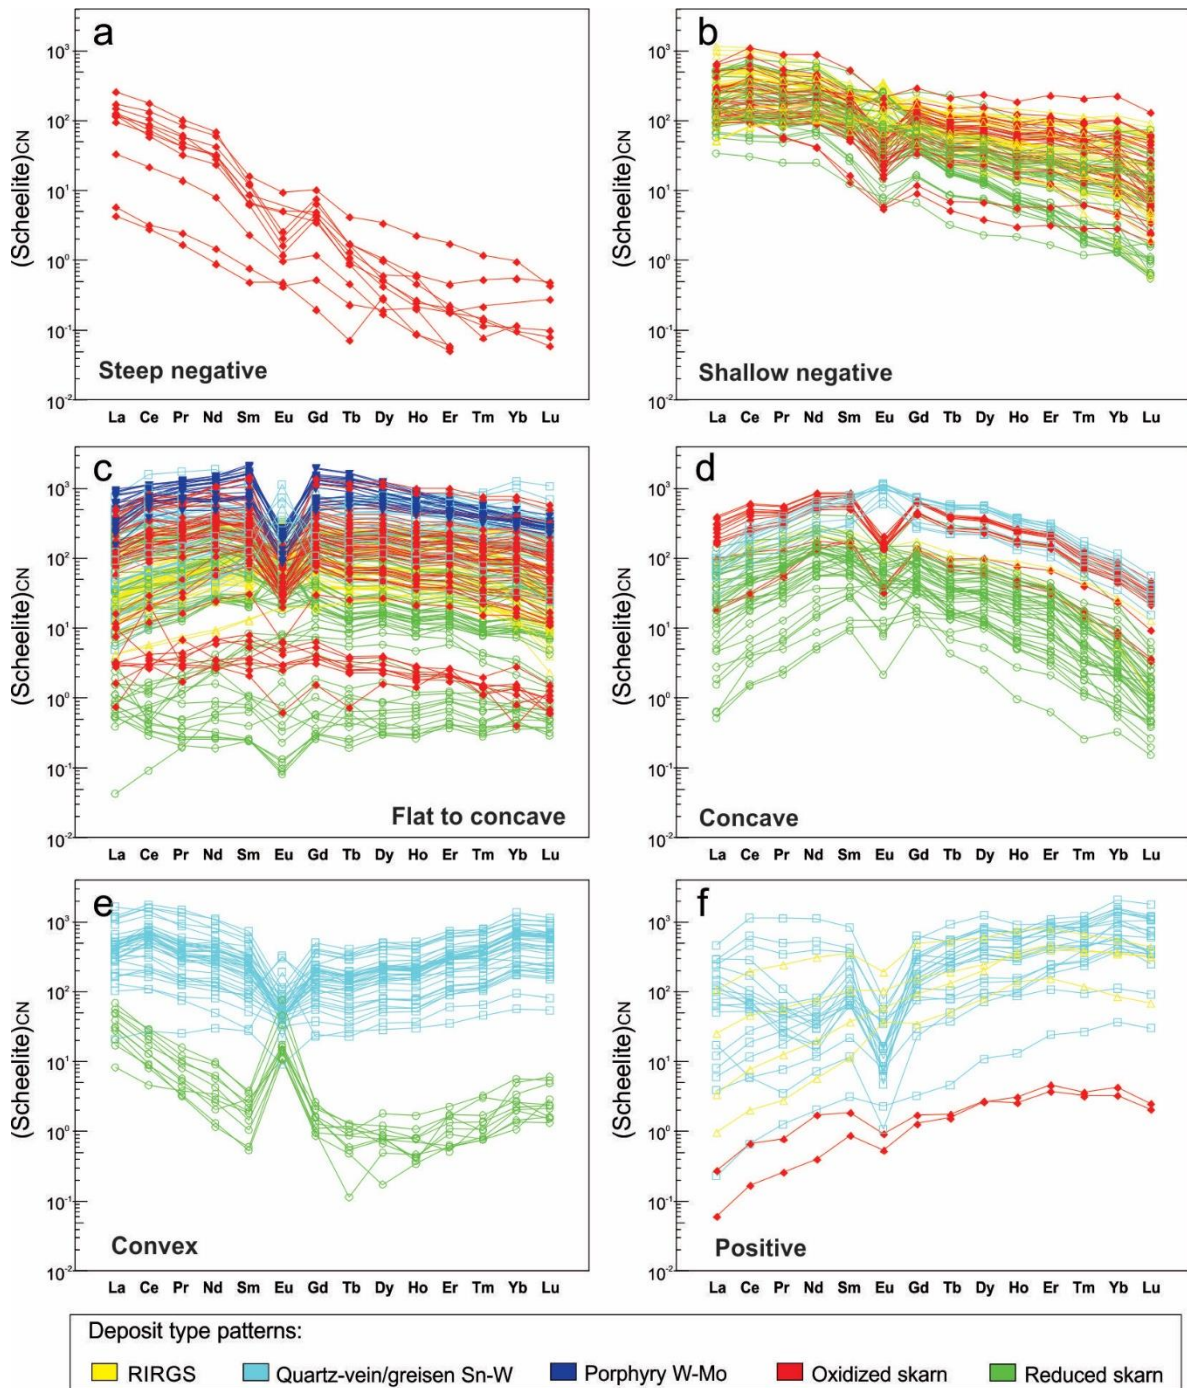 a
b
(Scheelite)CN
(Scheelite)CN
10³
10²
10¹
10⁰
10⁻¹
10⁻²
10³
10²
10¹
10⁰
10⁻¹
10⁻²
Steep negative
Shallow negative
La Ce Pr Nd Sm Eu Gd Tb Dy Ho Er Tm Yb Lu
La Ce Pr Nd Sm Eu Gd Tb Dy Ho Er Tm Yb Lu
c
d
(Scheelite)CN
(Scheelite)CN
10³
10²
10¹
10⁰
10⁻¹
10⁻²
10³
10²
10¹
10⁰
10⁻¹
10⁻²
Flat to concave
Concave
La Ce Pr Nd Sm Eu Gd Tb Dy Ho Er Tm Yb Lu
La Ce Pr Nd Sm Eu Gd Tb Dy Ho Er Tm Yb Lu
e
f
(Scheelite)CN
(Scheelite)CN
10³
10²
10¹
10⁰
10⁻¹
10⁻²
10³
10²
10¹
10⁰
10⁻¹
10⁻²
Convex
Positive
La Ce Pr Nd Sm Eu Gd Tb Dy Ho Er Tm Yb Lu
La Ce Pr Nd Sm Eu Gd Tb Dy Ho Er Tm Yb Lu
Deposit type patterns:
RIRGS Quartz-vein/greisen Sn-W Porphyry W-Mo Oxidized skarn Reduced skarn